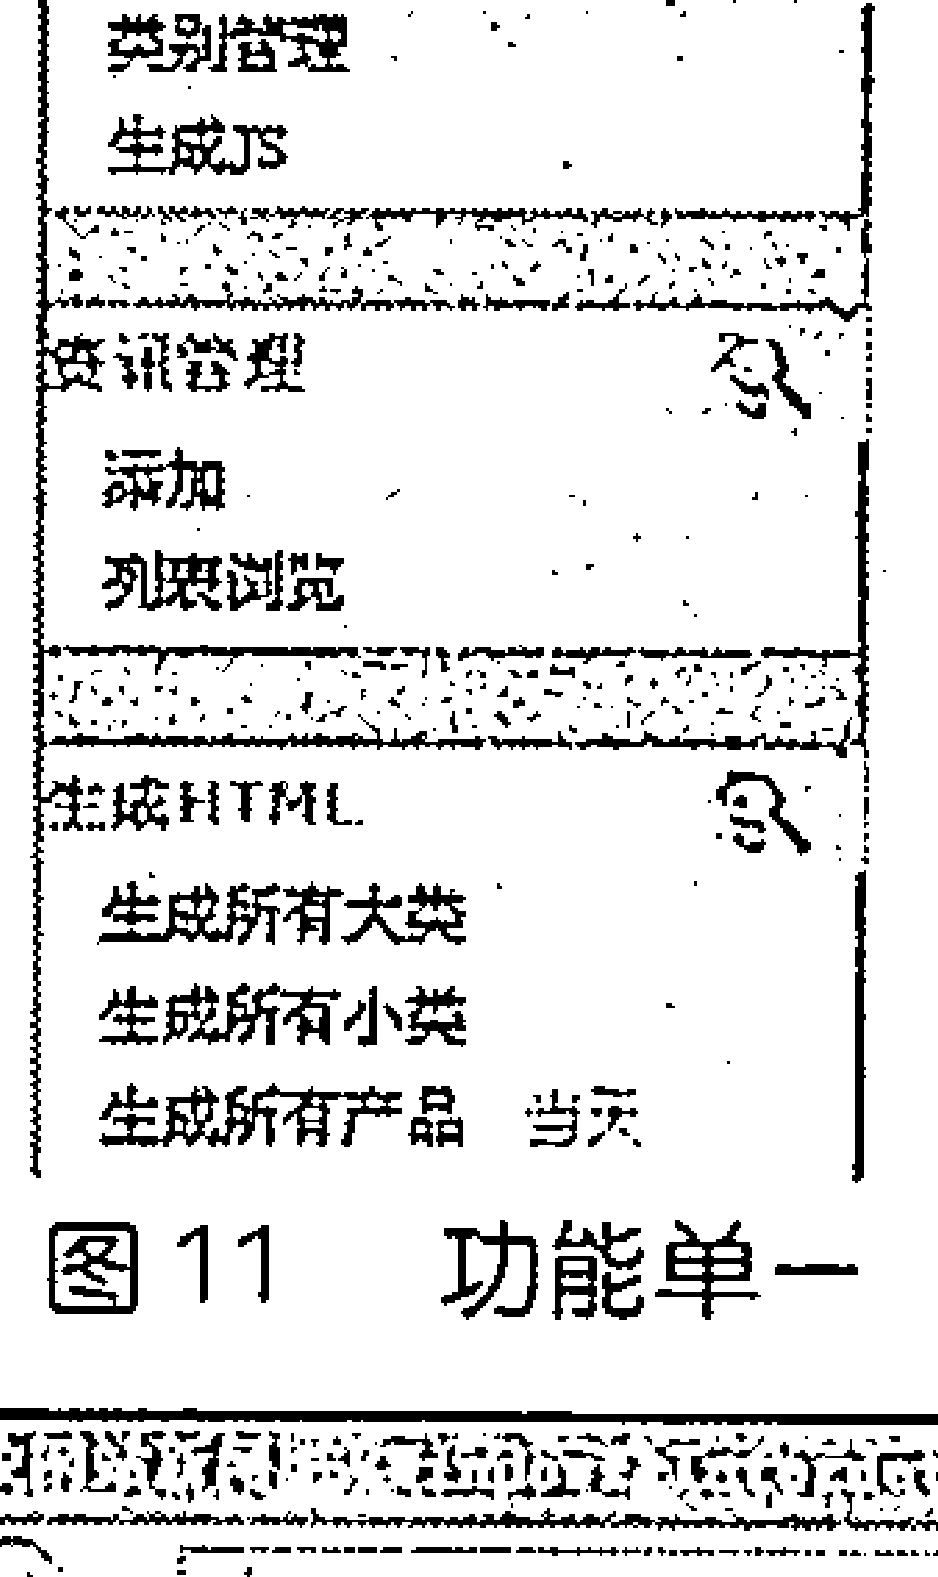 类别管理
生成JS
资讯管理
添加
列表浏览
生成HTML
生成所有大类
生成所有小类
生成所有产品 当天
图 11 功能单一